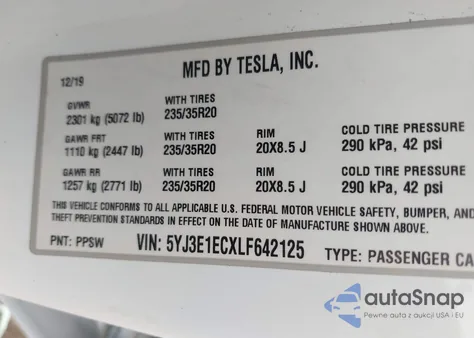 MFD BY TESLA, INC.
12/19
GVWR WITH TIRES
2301 kg (5072 lb) 235/35R20
GAWR FRT WITH TIRES RIM COLD TIRE PRESSURE
1110 kg (2447 lb) 235/35R20 20X8.5 J 290 kPa, 42 psi
GAWR RR WITH TIRES RIM COLD TIRE PRESSURE
1257 kg (2771 lb) 235/35R20 20X8.5 J 290 kPa, 42 psi
THIS VEHICLE CONFORMS TO ALL APPLICABLE U.S. FEDERAL MOTOR VEHICLE SAFETY, BUMPER, AND
THEFT PREVENTION STANDARDS IN EFFECT ON THE DATE OF MANUFACTURE SHOWN ABOVE.
PNT: PPSW VIN: 5YJ3E1ECXLF642125 TYPE: PASSENGER CA
autoSnap
Pewne auta z aukcji USA i EU